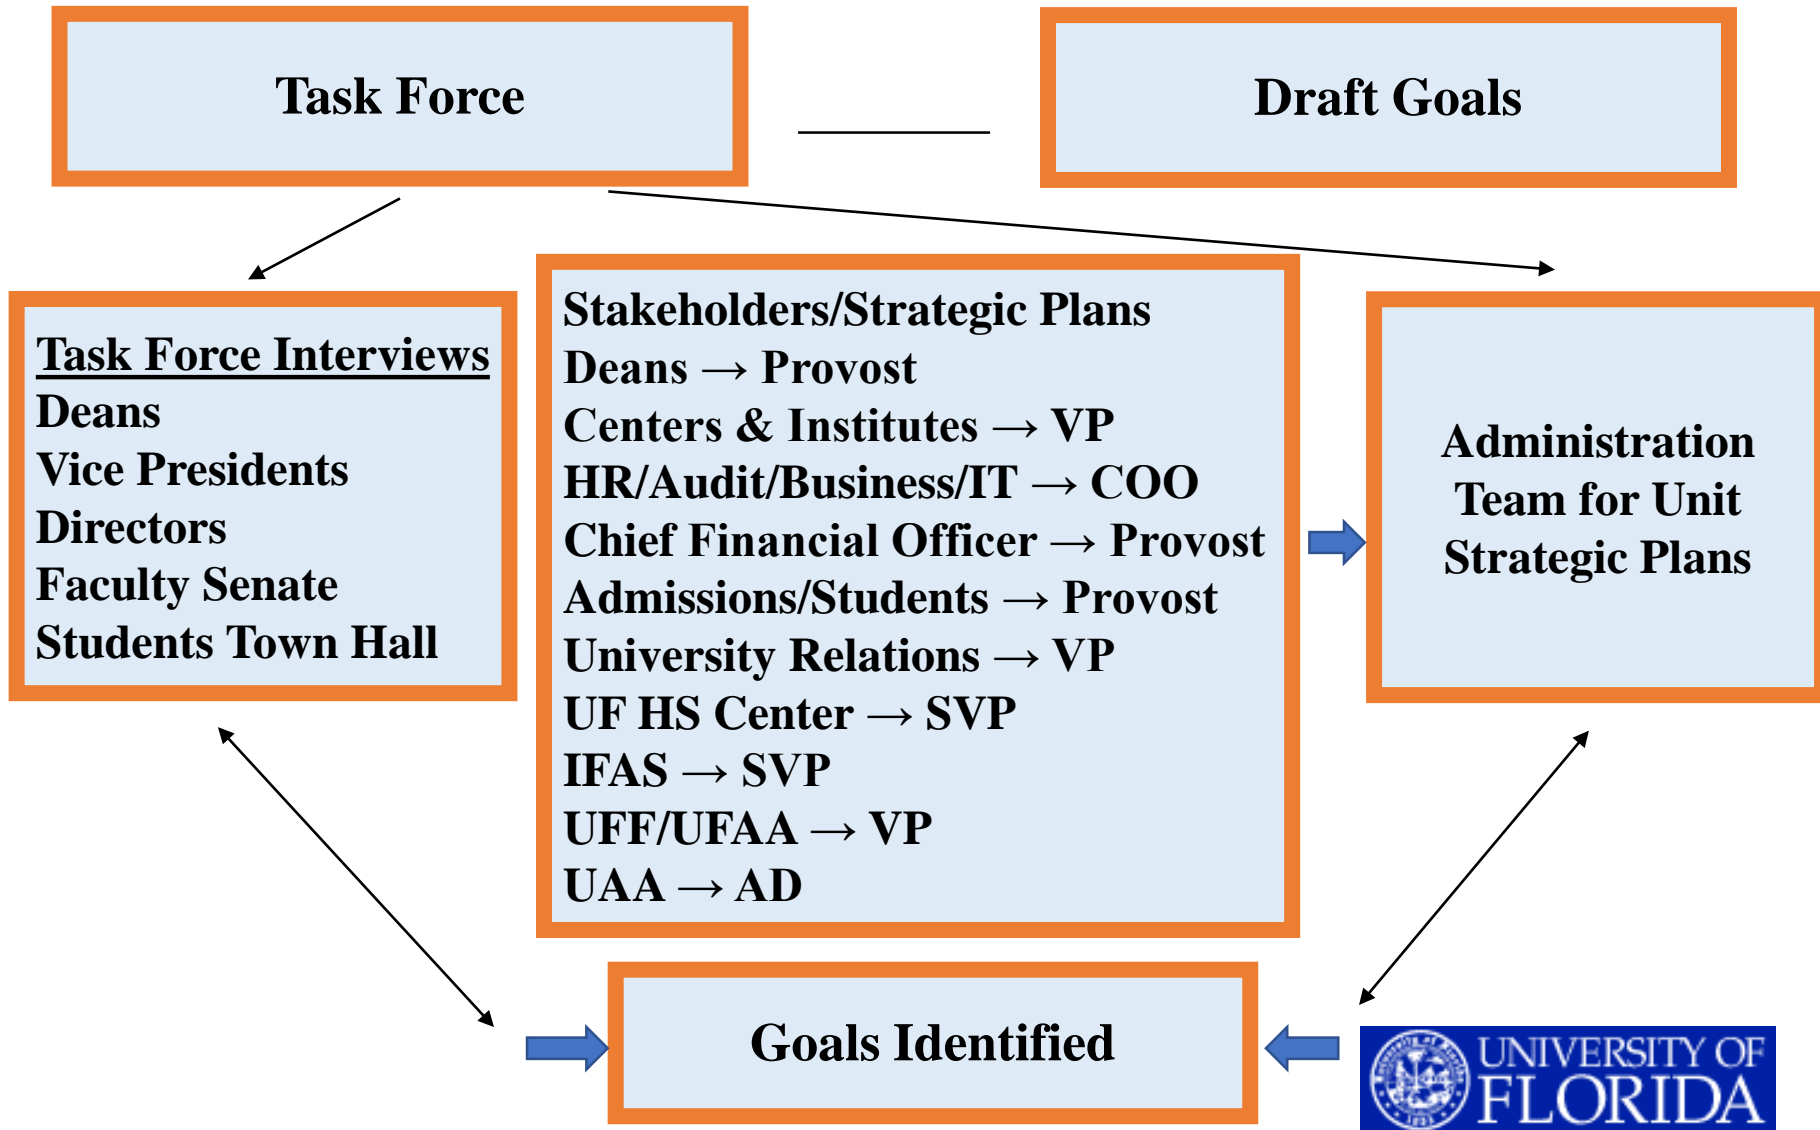 Task Force
Draft Goals
Task Force Interviews
Deans
Vice Presidents
Directors
Faculty Senate
Students Town Hall
Stakeholders/Strategic Plans
Deans → Provost
Centers & Institutes → VP
HR/Audit/Business/IT → COO
Chief Financial Officer → Provost
Admissions/Students → Provost
University Relations → VP
UF HS Center → SVP
IFAS → SVP
UFF/UFAA → VP
UAA → AD
Administration
Team for Unit
Strategic Plans
Goals Identified
UNIVERSITY OF
FLORIDA